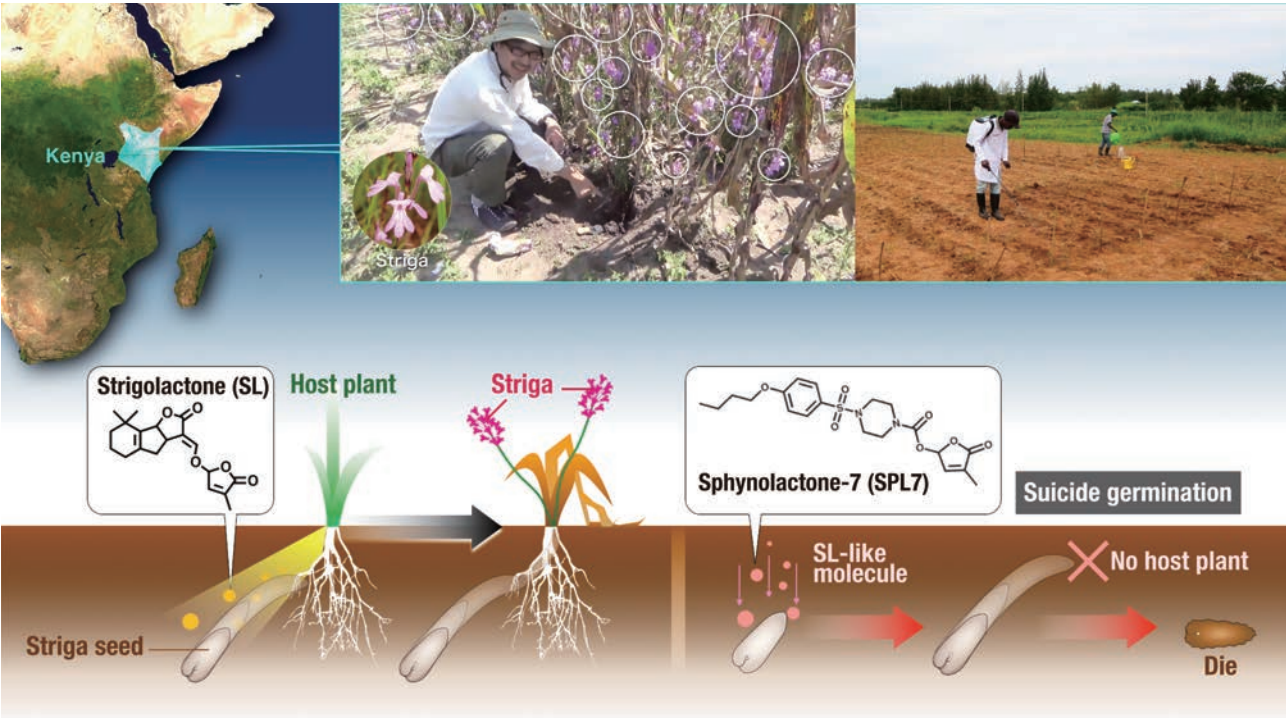 Kenya
Striga
Strigolactone (SL)
O
O
O
O
O
Host plant
Striga
O
S
O
O
N
N
O
O
O
O
Sphynolactone-7 (SPL7)
Suicide germination
SL-like
molecule
No host plant
Striga seed
Die